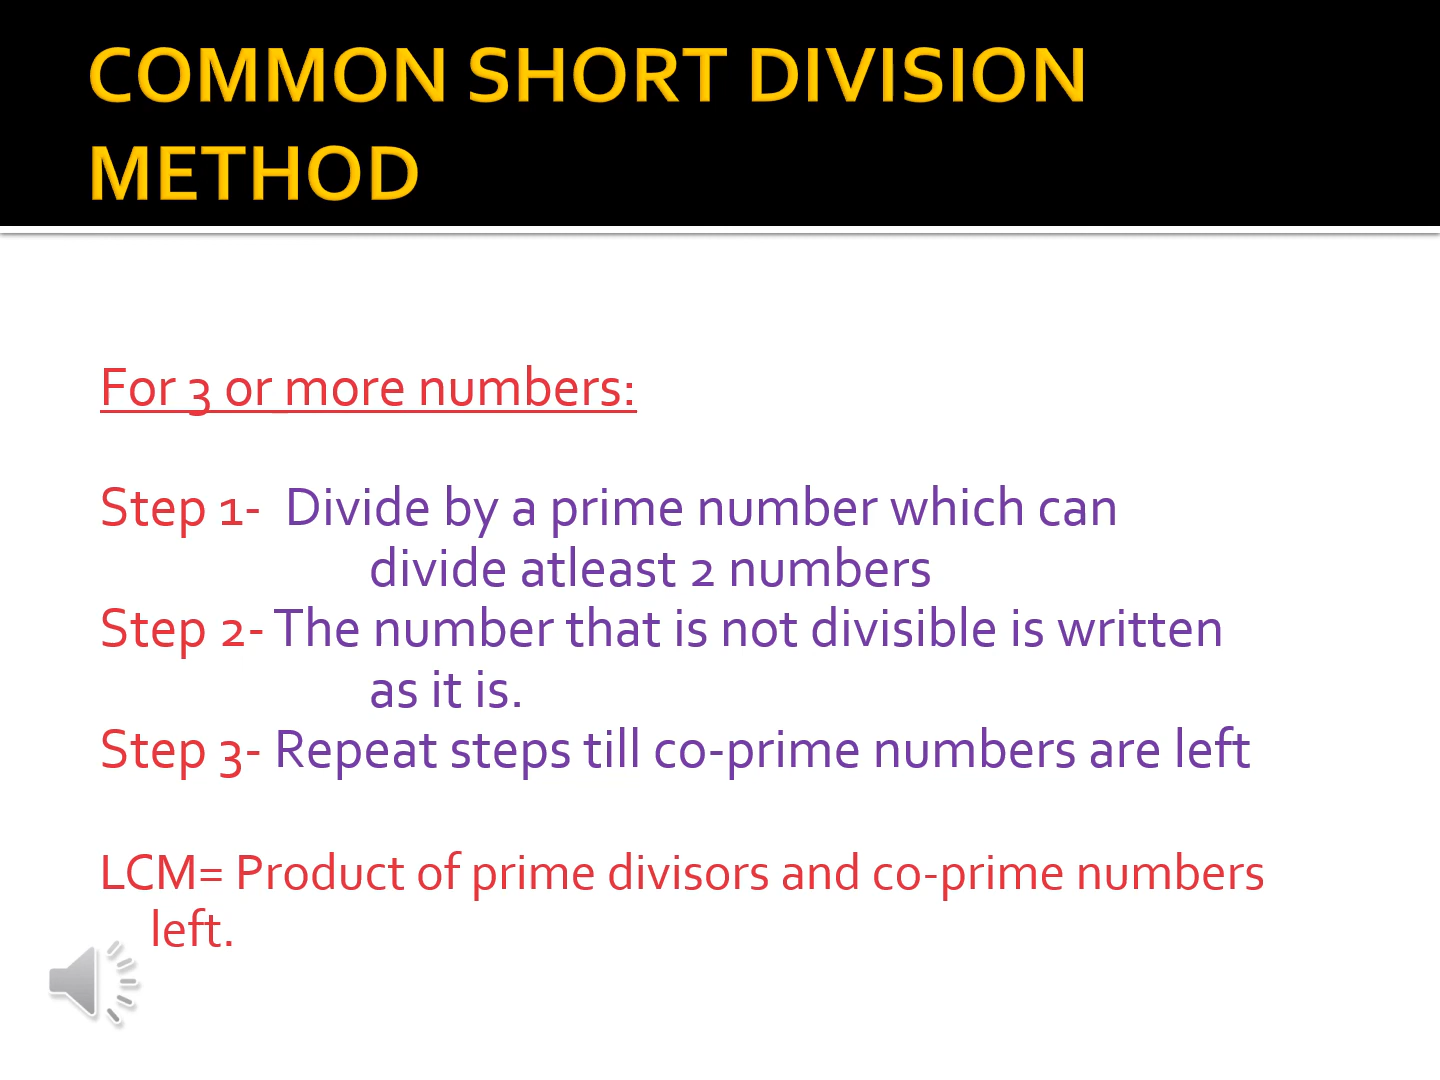 COMMON SHORT DIVISION
METHOD
For 3 or more numbers:
Step 1- Divide by a prime number which can
divide atleast 2 numbers
Step 2- The number that is not divisible is written
as it is.
Step 3- Repeat steps till co-prime numbers are left
LCM= Product of prime divisors and co-prime numbers
left.